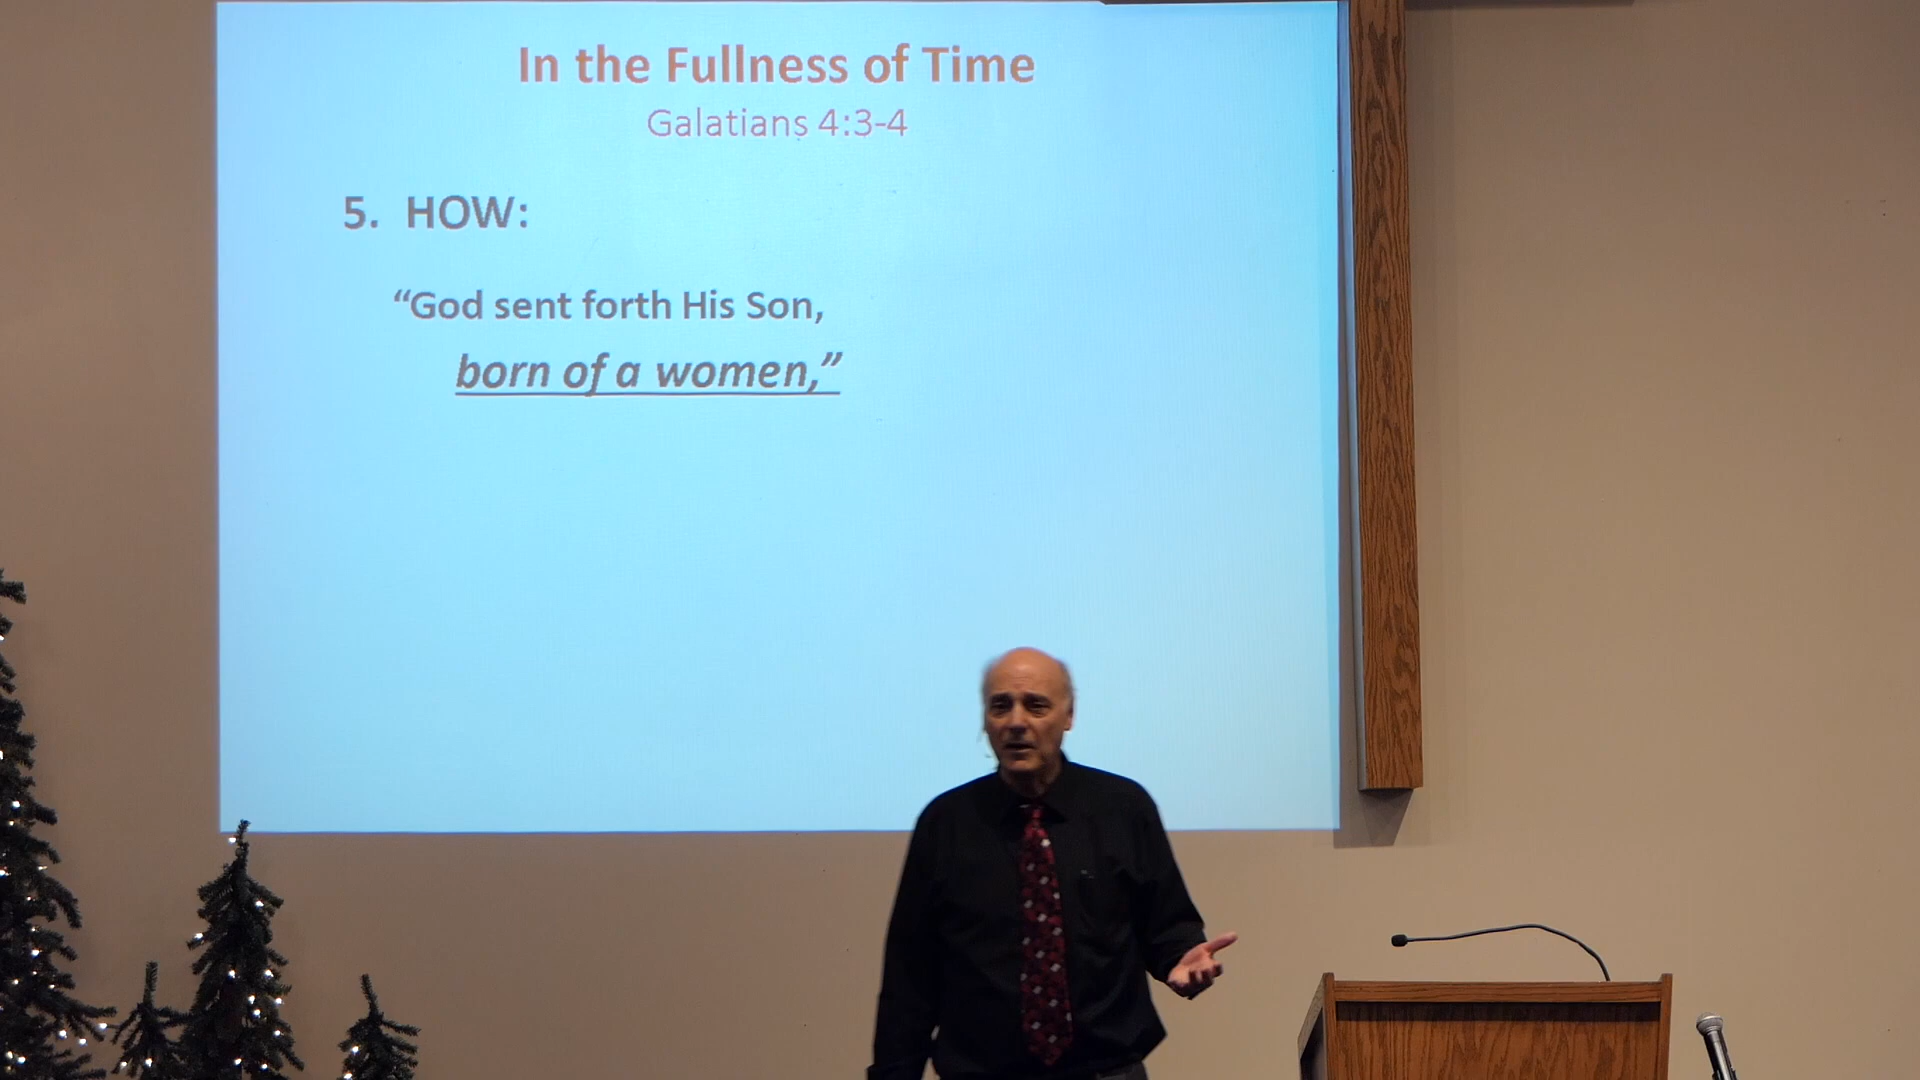 In the Fullness of Time
Galatians 4:3-4
5. HOW:
“God sent forth His Son,
born of a women,”